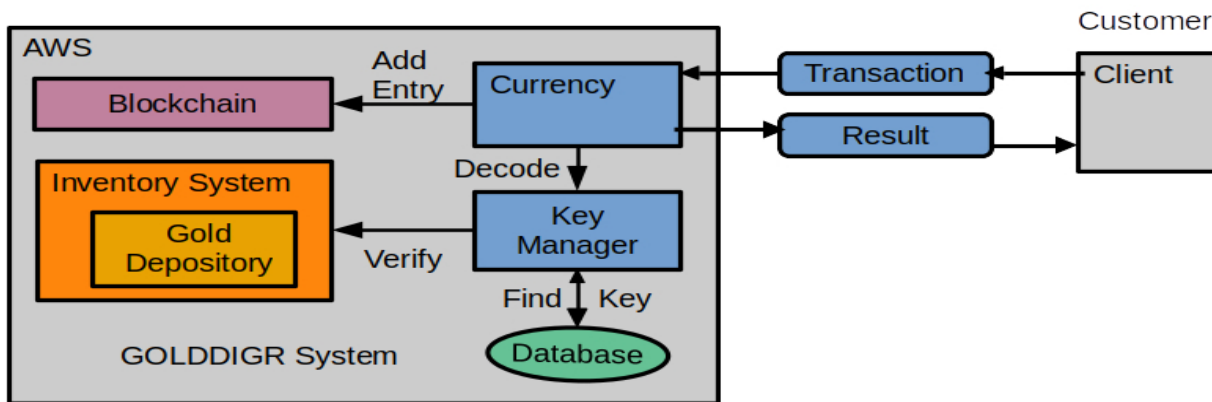 Customer
AWS
Add
Entry
Blockchain
Currency
Transaction
Client
Result
Decode
Inventory System
Gold
Depository
Key
Manager
Verify
Find Key
GOLDDIGR System
Database